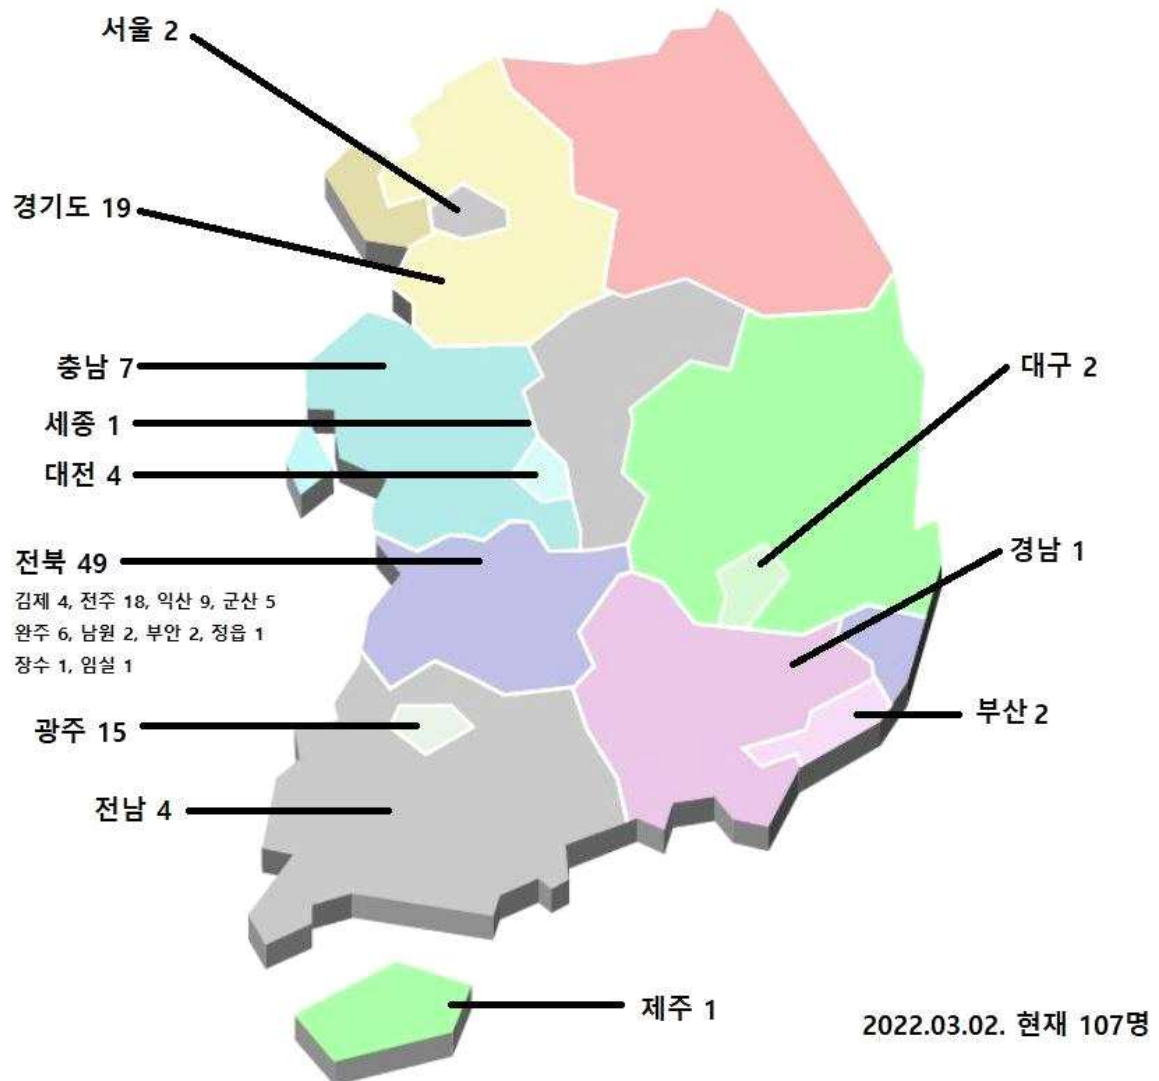 서울 2
경기도 19
충남 7
세종 1
대전 4
전북 49
김제 4, 전주 18, 익산 9, 군산 5
완주 6, 남원 2, 부안 2, 정읍 1
장수 1, 임실 1
광주 15
전남 4
대구 2
경남 1
부산 2
제주 1
2022.03.02. 현재 107명